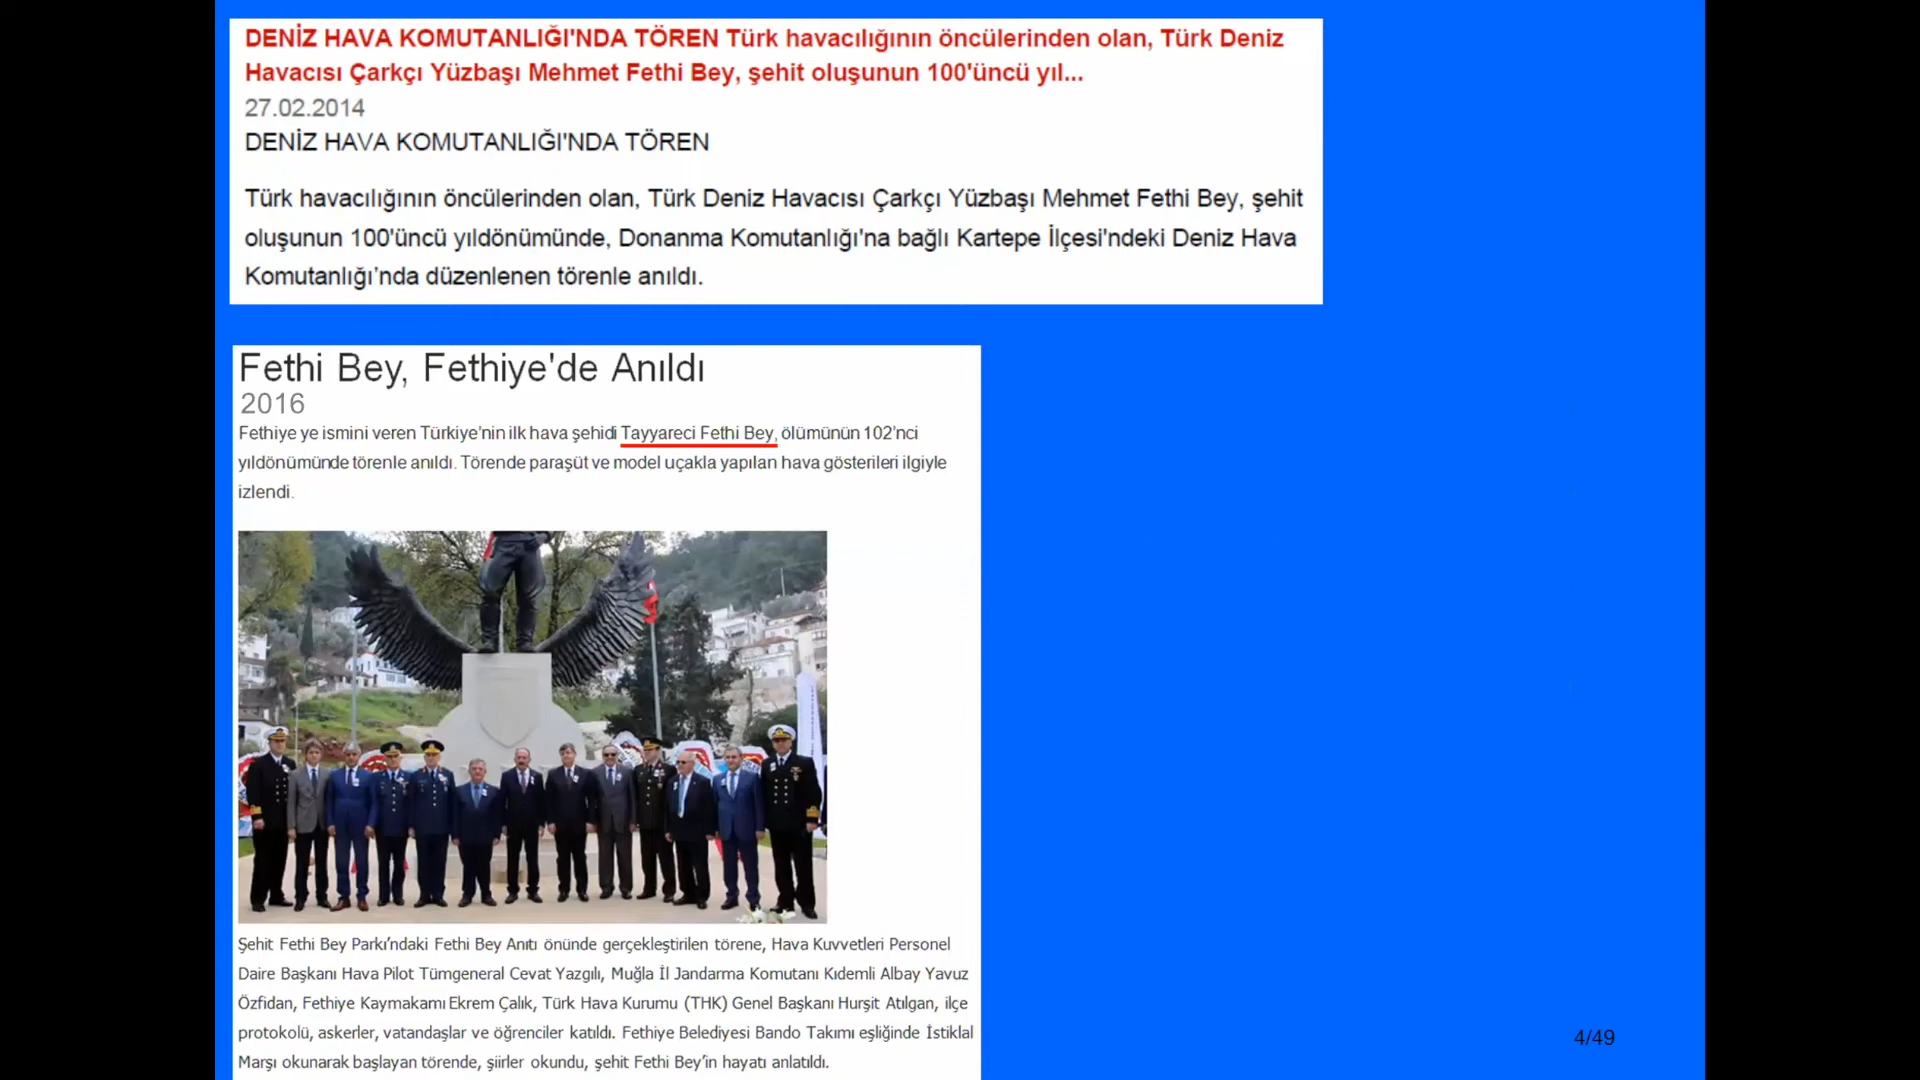 DENİZ HAVA KOMUTANLIĞI'NDA TÖREN Türk havacılığının öncülerinden olan, Türk Deniz
Havacısı Çarkçı Yüzbaşı Mehmet Fethi Bey, şehit oluşunun 100'üncü yıl...
27.02.2014
DENİZ HAVA KOMUTANLIĞI'NDA TÖREN
Türk havacılığının öncülerinden olan, Türk Deniz Havacısı Çarkçı Yüzbaşı Mehmet Fethi Bey, şehit
oluşunun 100'üncü yıldönümünde, Donanma Komutanlığı'na bağlı Kartepe İlçesi'ndeki Deniz Hava
Komutanlığı’nda düzenlenen törenle anıldı.
Fethi Bey, Fethiye'de Anıldı
2016
Fethiye ye ismini veren Türkiye’nin ilk hava şehidi Tayyareci Fethi Bey, ölümünün 102’nci
yıldönümünde törenle anıldı. Törende paraşüt ve model uçakla yapılan hava gösterileri ilgiyle
izlendi.
Şehit Fethi Bey Parkı’ndaki Fethi Bey Anıtı önünde gerçekleştirilen törene, Hava Kuvvetleri Personel
Daire Başkanı Hava Pilot Tümgeneral Cevat Yazgılı, Muğla İl Jandarma Komutanı Kıdemli Albay Yavuz
Özfidan, Fethiye Kaymakamı Ekrem Çalık, Türk Hava Kurumu (THK) Genel Başkanı Hurşit Atılgan, ilçe
protokolü, askerler, vatandaşlar ve öğrenciler katıldı. Fethiye Belediyesi Bando Takımı eşliğinde İstiklal
Marşı okunarak başlayan törende, şiirler okundu, şehit Fethi Bey’in hayatı anlatıldı.
4/49